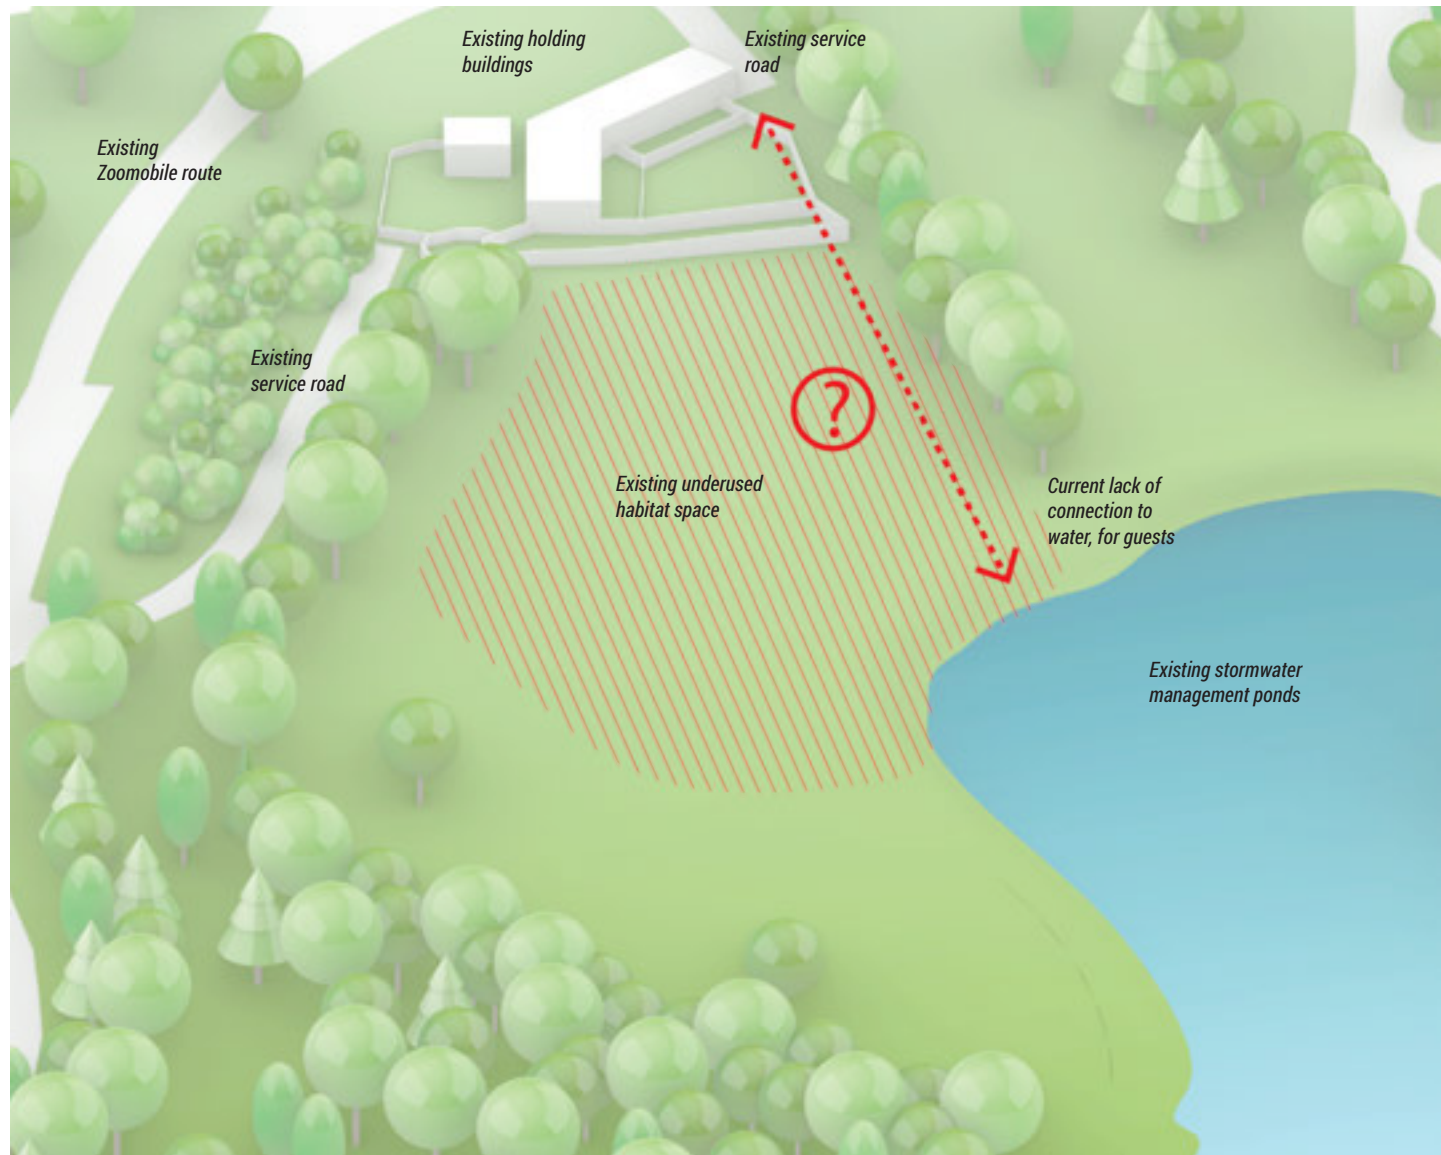 Existing holding
buildings
Existing service
road
Existing
Zoomobile route
Existing
service road
?
Existing underused
habitat space
Current lack of
connection to
water, for guests
Existing stormwater
management ponds